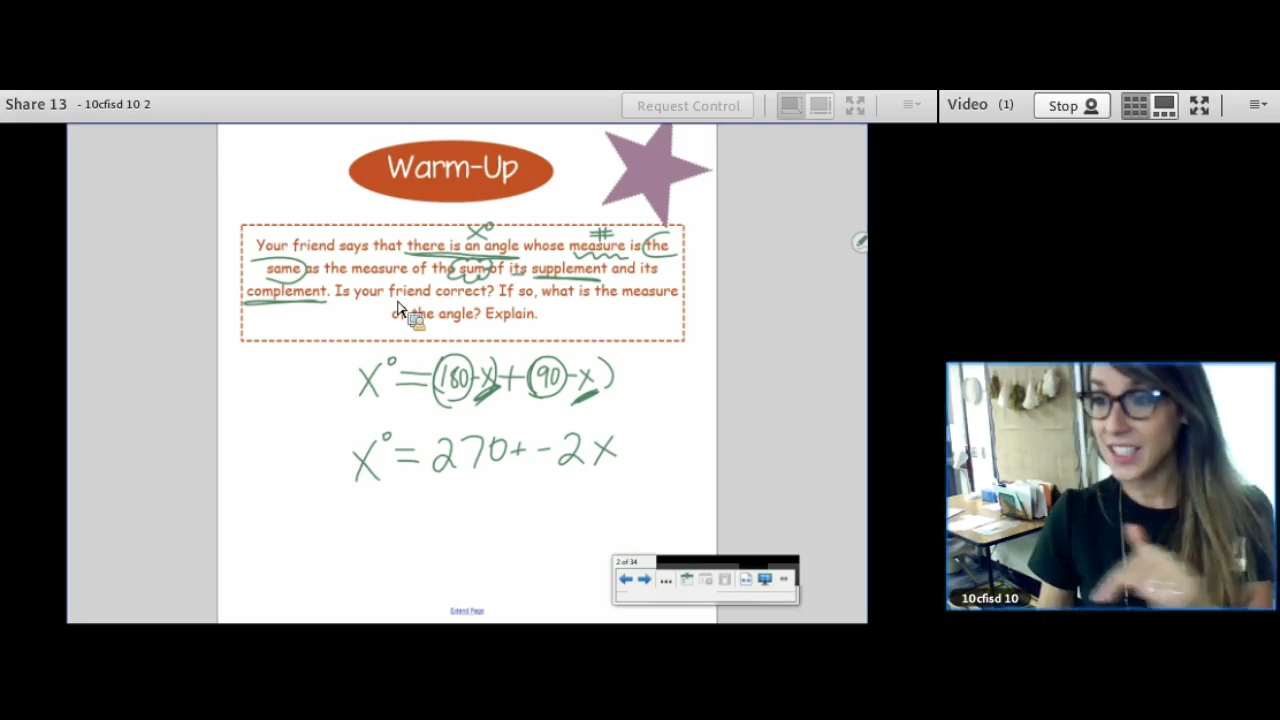 Share 13 - 10cfisd 10 2
Request Control
Video (1)
Stop
Warm-Up
x°
#
Your friend says that there is an angle whose measure is the
same as the measure of the sum of its supplement and its
complement. Is your friend correct? If so, what is the measure
of the angle? Explain.
x° = (180-x) + (90-x)
x° = 270 + -2x
2 of 34
Extend Page
10cfisd 10